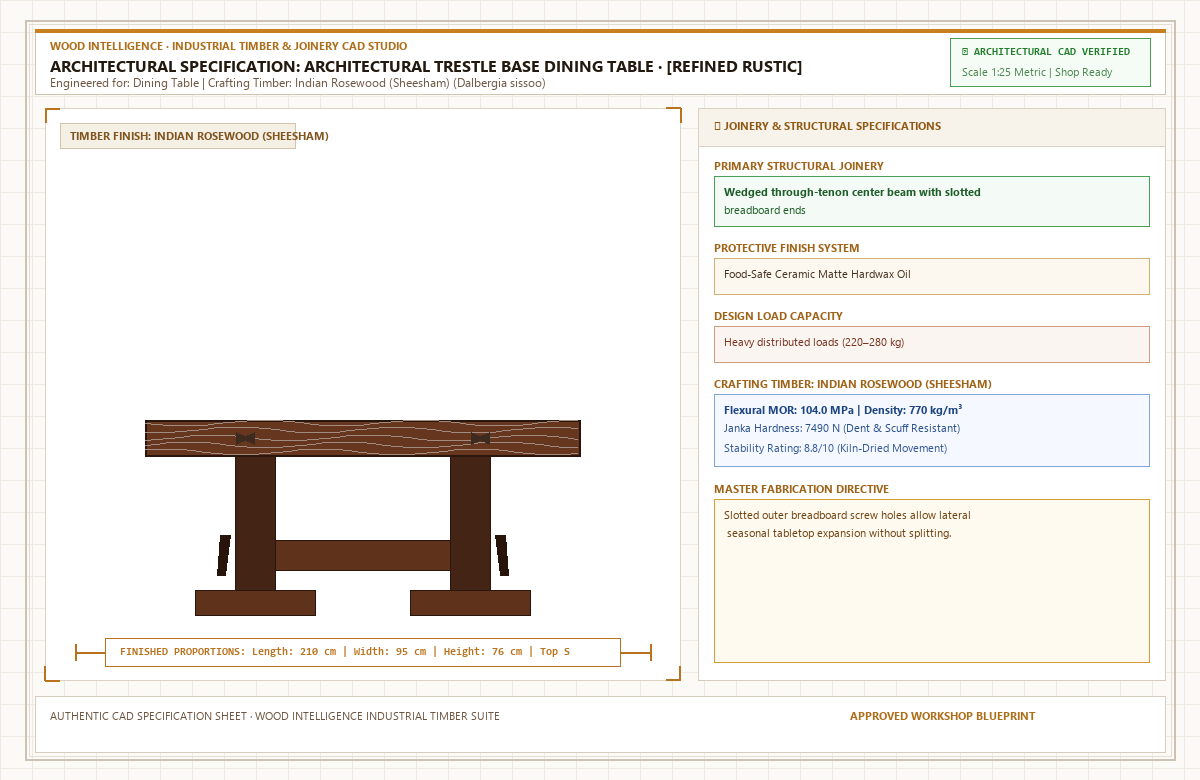 WOOD INTELLIGENCE · INDUSTRIAL TIMBER & JOINERY CAD STUDIO
ARCHITECTURAL SPECIFICATION: ARCHITECTURAL TRESTLE BASE DINING TABLE · [REFINED RUSTIC]
Engineered for: Dining Table | Crafting Timber: Indian Rosewood (Sheesham) (Dalbergia sissoo)
ARCHITECTURAL CAD VERIFIED
Scale 1:25 Metric | Shop Ready
TIMBER FINISH: INDIAN ROSEWOOD (SHEESHAM)
FINISHED PROPORTIONS: Length: 210 cm | Width: 95 cm | Height: 76 cm | Top S
JOINERY & STRUCTURAL SPECIFICATIONS
PRIMARY STRUCTURAL JOINERY
Wedged through-tenon center beam with slotted
breadboard ends
PROTECTIVE FINISH SYSTEM
Food-Safe Ceramic Matte Hardwax Oil
DESIGN LOAD CAPACITY
Heavy distributed loads (220–280 kg)
CRAFTING TIMBER: INDIAN ROSEWOOD (SHEESHAM)
Flexural MOR: 104.0 MPa | Density: 770 kg/m³
Janka Hardness: 7490 N (Dent & Scuff Resistant)
Stability Rating: 8.8/10 (Kiln-Dried Movement)
MASTER FABRICATION DIRECTIVE
Slotted outer breadboard screw holes allow lateral
seasonal tabletop expansion without splitting.
AUTHENTIC CAD SPECIFICATION SHEET · WOOD INTELLIGENCE INDUSTRIAL TIMBER SUITE
APPROVED WORKSHOP BLUEPRINT